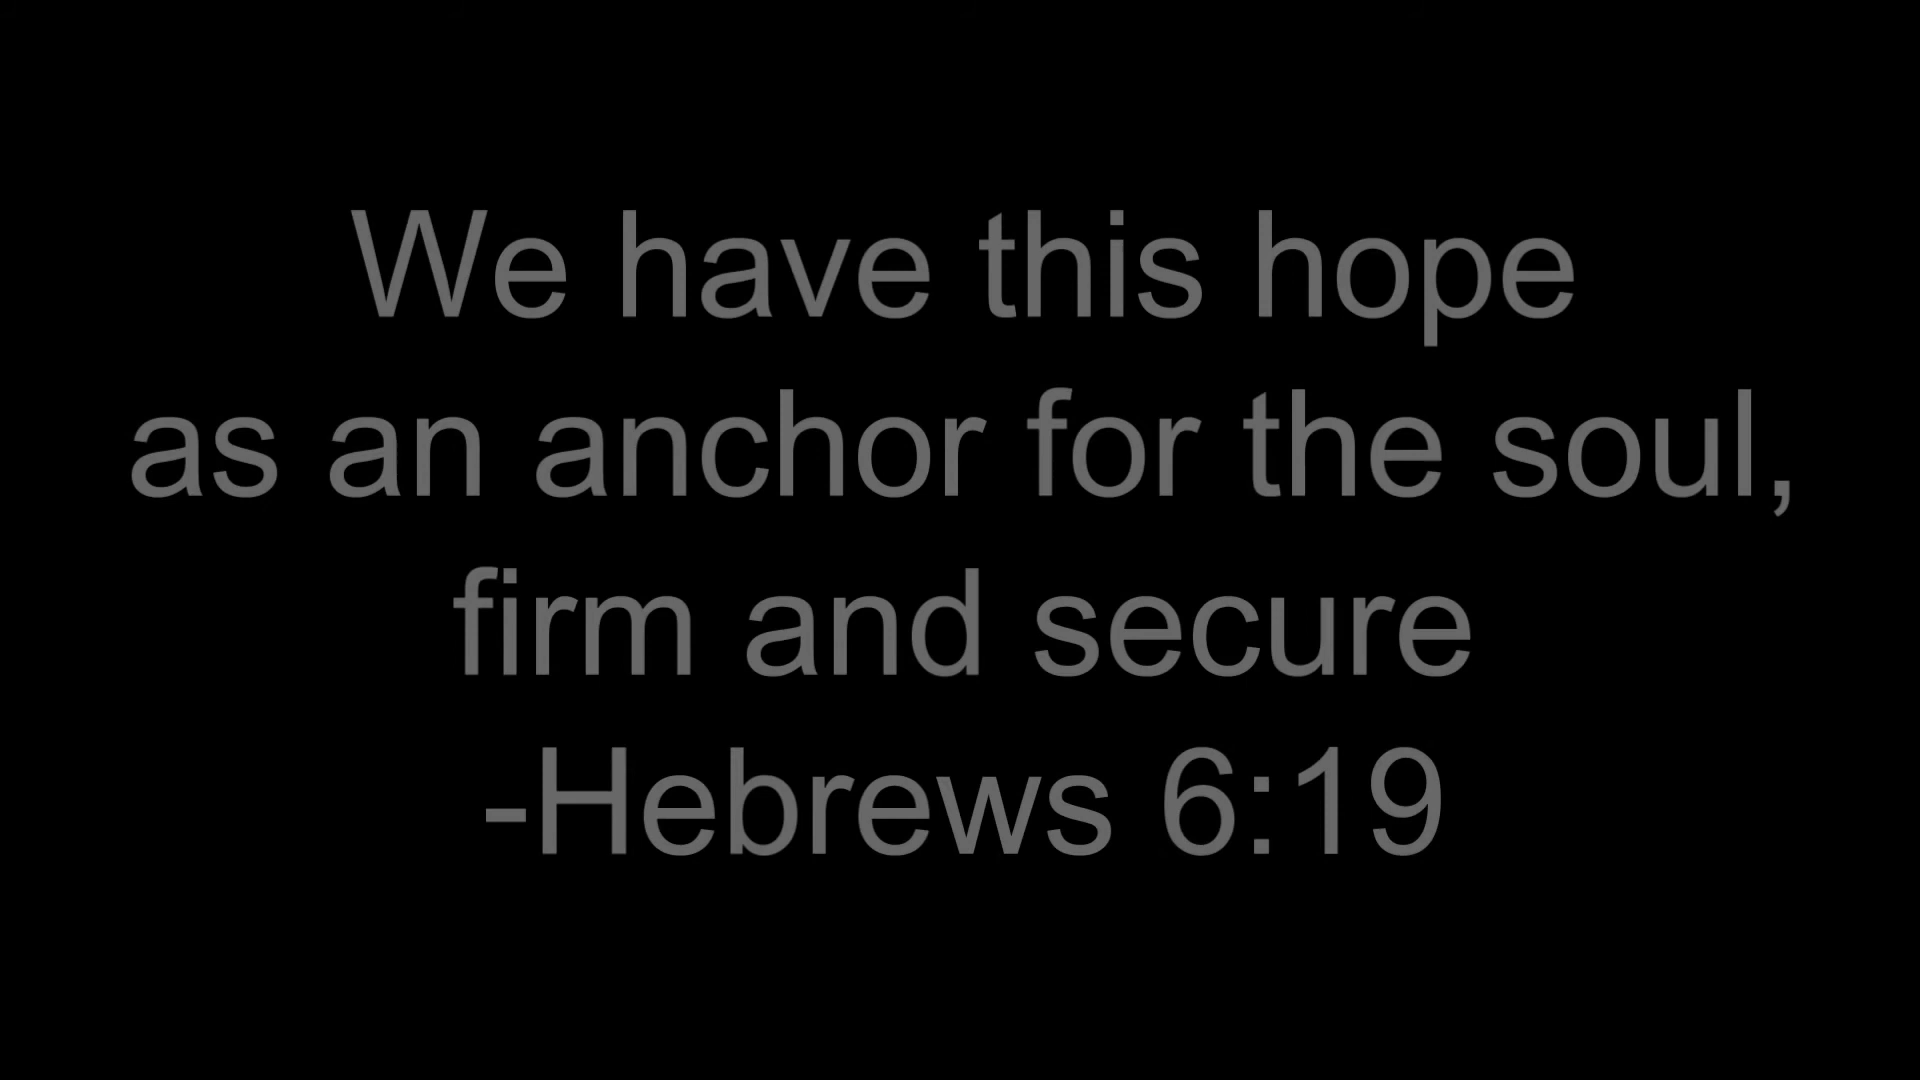 We have this hope
as an anchor for the soul,
firm and secure
-Hebrews 6:19